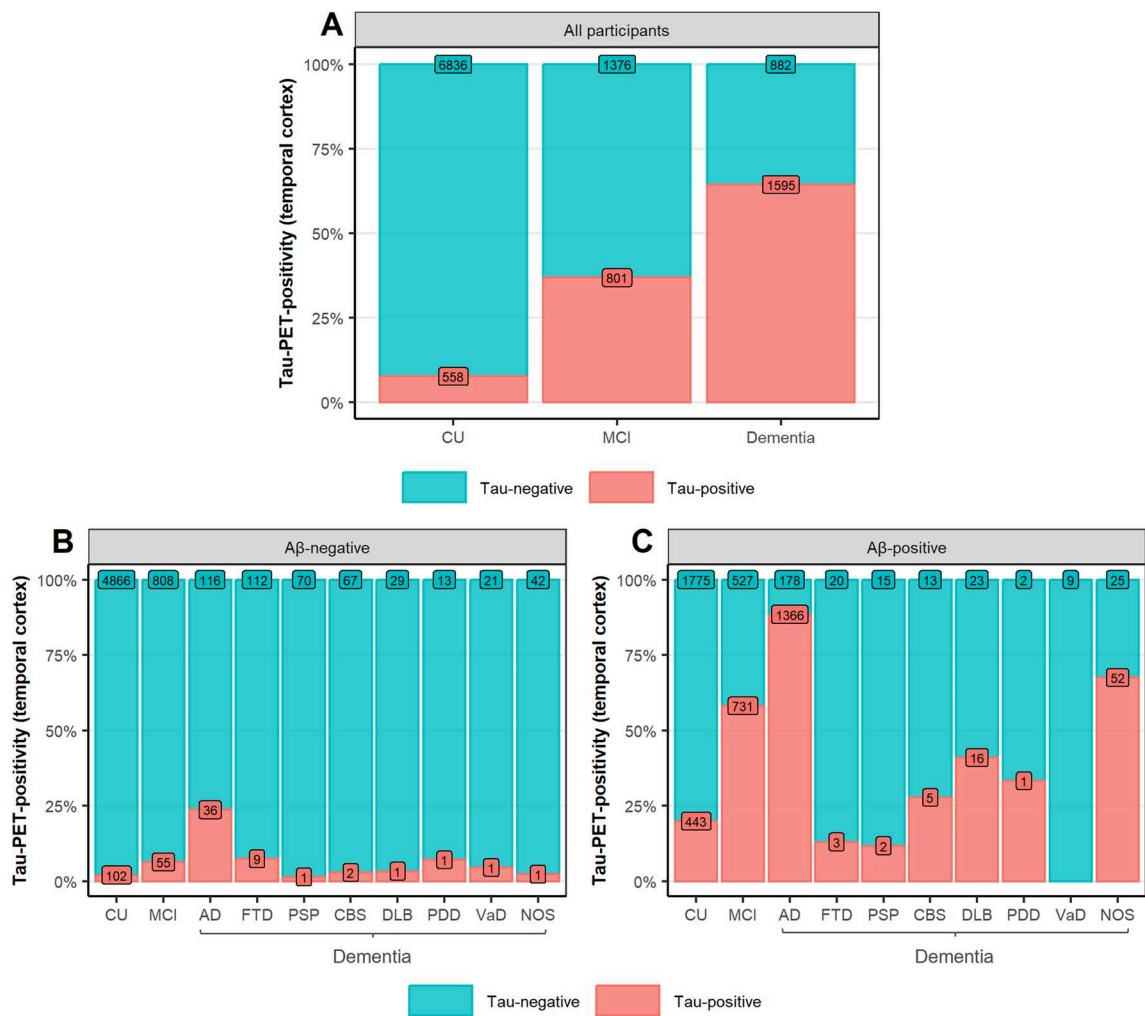 A
All participants
Tau-PET-positivity (temporal cortex)
100%
75%
50%
25%
0%
6836 1376 882
558 801 1595
CU MCI Dementia
Tau-negative Tau-positive
B
Aβ-negative
Tau-PET-positivity (temporal cortex)
100%
75%
50%
25%
0%
4866 808 116 112 70 67 29 13 21 42
102 55 36 9 1 2 1 1 1 1
CU MCI AD FTD PSP CBS DLB PDD VaD NOS
Dementia
C
Aβ-positive
Tau-PET-positivity (temporal cortex)
100%
75%
50%
25%
0%
1775 527 178 20 15 13 23 2 9 25
443 731 1366 3 2 5 16 1 52
CU MCI AD FTD PSP CBS DLB PDD VaD NOS
Dementia
Tau-negative Tau-positive